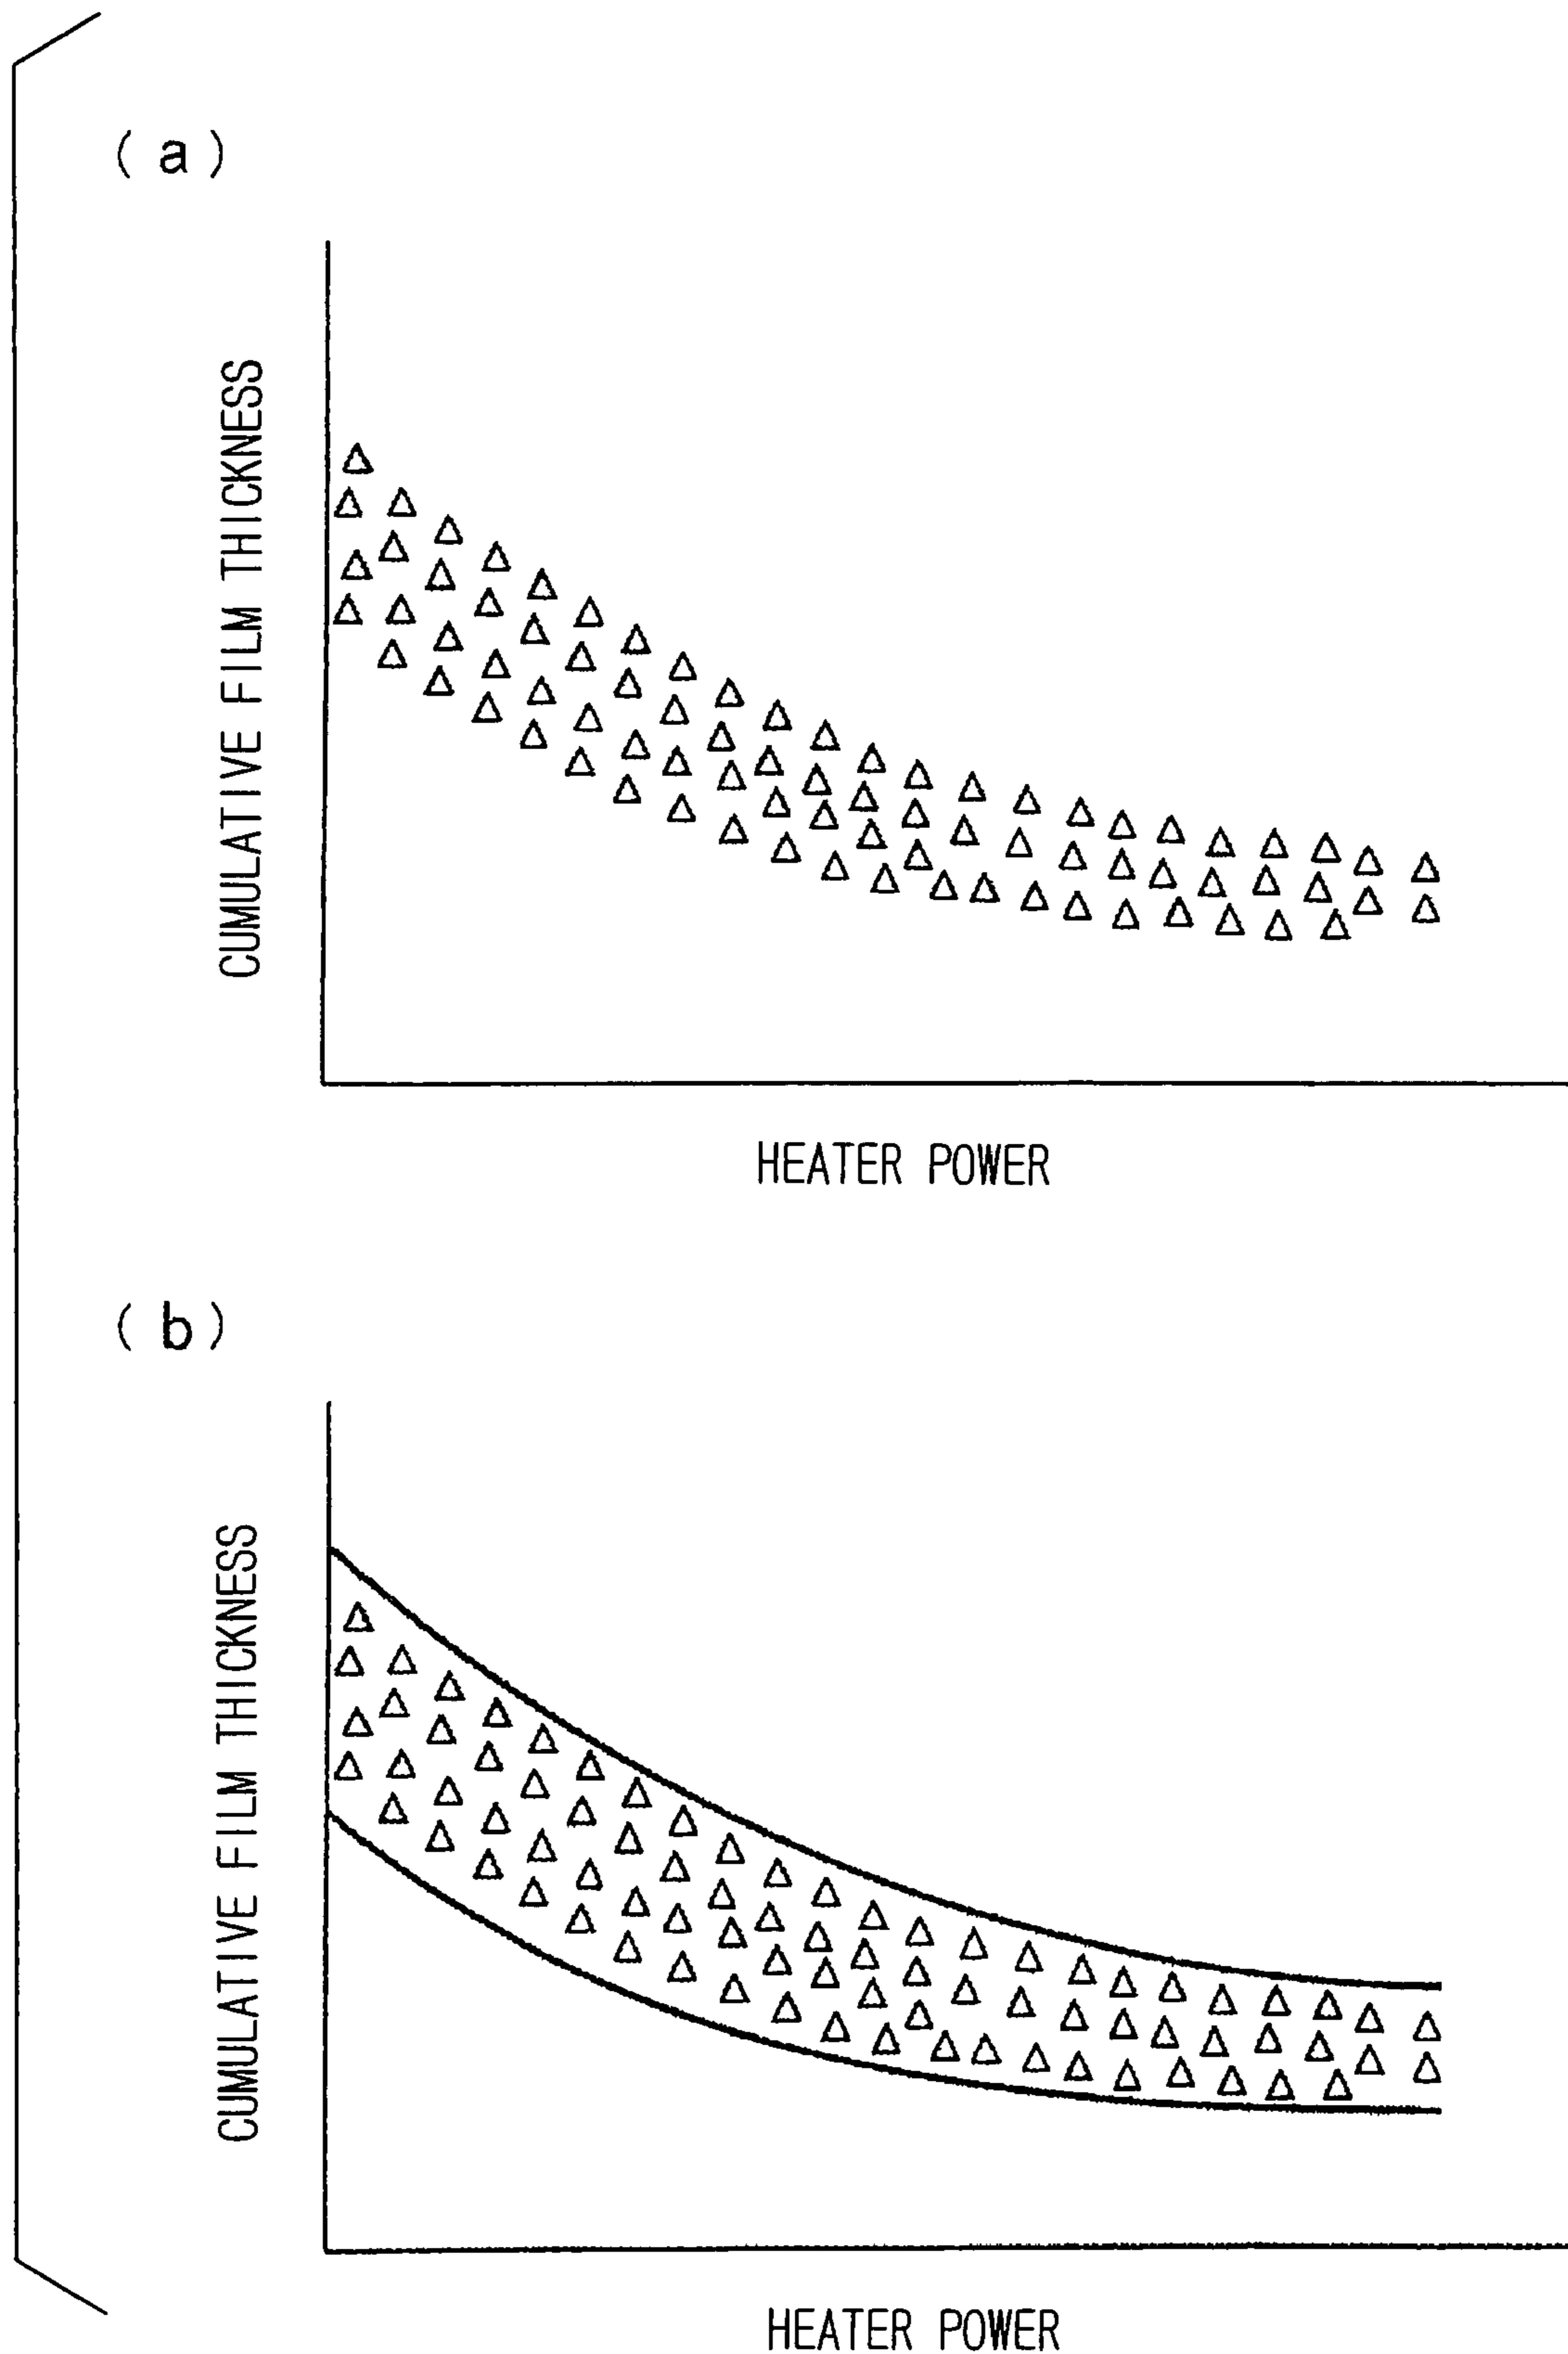 (a)
CUMULATIVE FILM THICKNESS
HEATER POWER
(b)
CUMULATIVE FILM THICKNESS
HEATER POWER